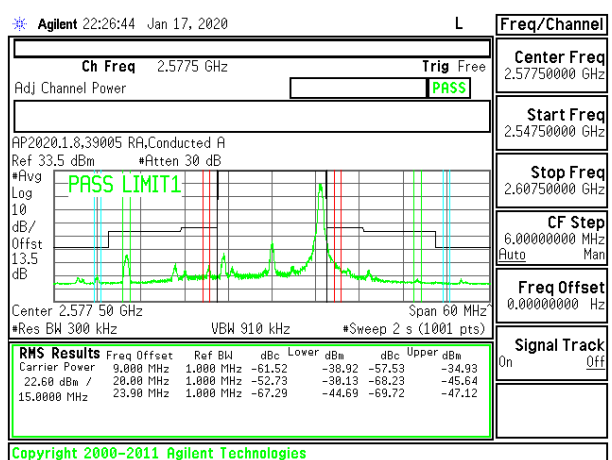 Agilent 22:26:44 Jan 17, 2020 L
Freq/Channel
Ch Freq 2.5775 GHz Trig Free
Adj Channel Power PASS
AP2020.1.8,39005 RA,Conducted A
Ref 33.5 dBm #Atten 30 dB
#Avg
Log
10
dB/
Offst
13.5
dB
PASS LIMIT1
Center 2.577 50 GHz Span 60 MHz^
#Res BW 300 kHz VBW 910 kHz #Sweep 2 s (1001 pts)
RMS Results Freq Offset Ref BW dBc Lower dBm dBc Upper dBm
Carrier Power 9.000 MHz 1.000 MHz -61.52 -38.92 -57.53 -34.93
22.60 dBm / 20.00 MHz 1.000 MHz -52.73 -30.13 -68.23 -45.64
15.0000 MHz 23.90 MHz 1.000 MHz -67.29 -44.69 -69.72 -47.12
Center Freq
2.57750000 GHz
Start Freq
2.54750000 GHz
Stop Freq
2.60750000 GHz
CF Step
6.00000000 MHz
Auto Man
Freq Offset
0.00000000 Hz
Signal Track
On Off
Copyright 2000-2011 Agilent Technologies